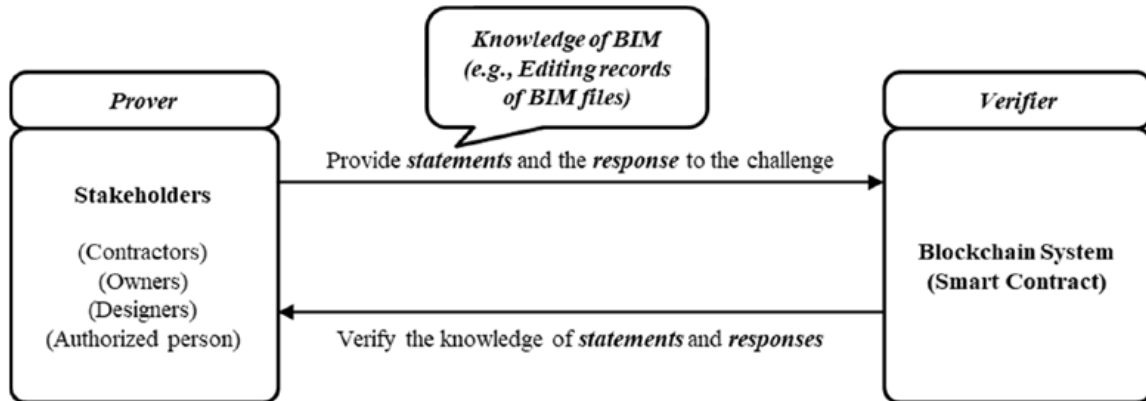 Knowledge of BIM
(e.g., Editing records
of BIM files)
Prover
Verifier
Provide statements and the response to the challenge
Stakeholders
(Contractors)
(Owners)
(Designers)
(Authorized person)
Blockchain System
(Smart Contract)
Verify the knowledge of statements and responses